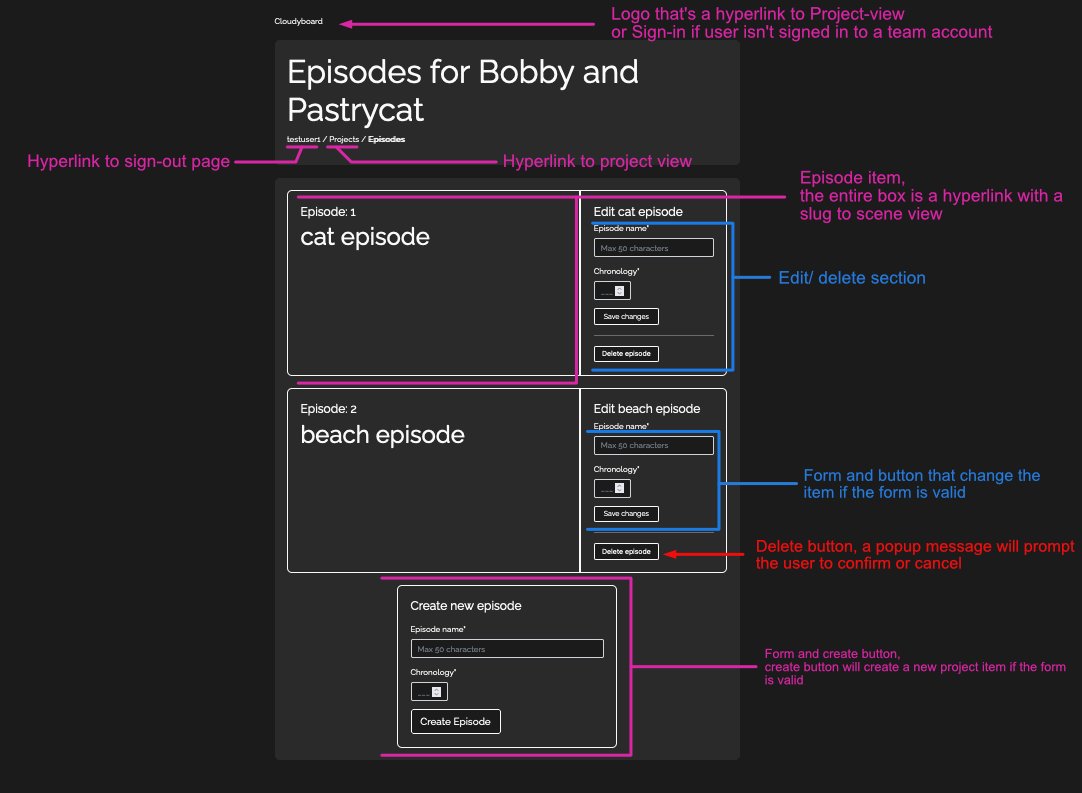 Cloudyboard
Logo that's a hyperlink to Project-view
or Sign-in if user isn't signed in to a team account
Episodes for Bobby and
Pastrycat
testuser1 / Projects / Episodes
Hyperlink to sign-out page
Hyperlink to project view
Episode item,
the entire box is a hyperlink with a
slug to scene view
Episode: 1
cat episode
Edit cat episode
Episode name*
Max 50 characters
Chronology*
---
Save changes
Delete episode
Edit/ delete section
Episode: 2
beach episode
Edit beach episode
Episode name*
Max 50 characters
Chronology*
---
Save changes
Delete episode
Form and button that change the
item if the form is valid
Delete button, a popup message will prompt
the user to confirm or cancel
Create new episode
Episode name*
Max 50 characters
Chronology*
---
Create Episode
Form and create button,
create button will create a new project item if the form
is valid